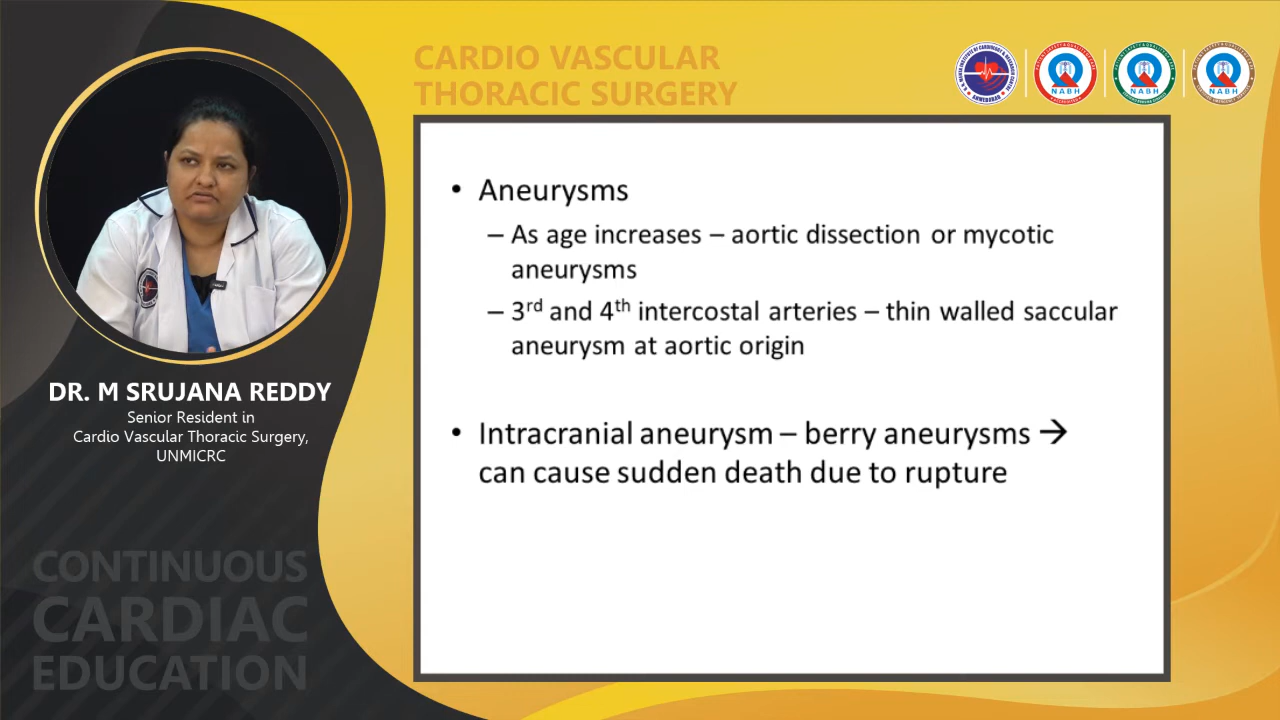 CARDIO VASCULAR
THORACIC SURGERY
NABH
NABH
NABH
• Aneurysms
– As age increases – aortic dissection or mycotic
aneurysms
– 3rd and 4th intercostal arteries – thin walled saccular
aneurysm at aortic origin
• Intracranial aneurysm – berry aneurysms →
can cause sudden death due to rupture
DR. M SRUJANA REDDY
Senior Resident in
Cardio Vascular Thoracic Surgery,
UNMICRC
CONTINUOUS
CARDIAC
EDUCATION